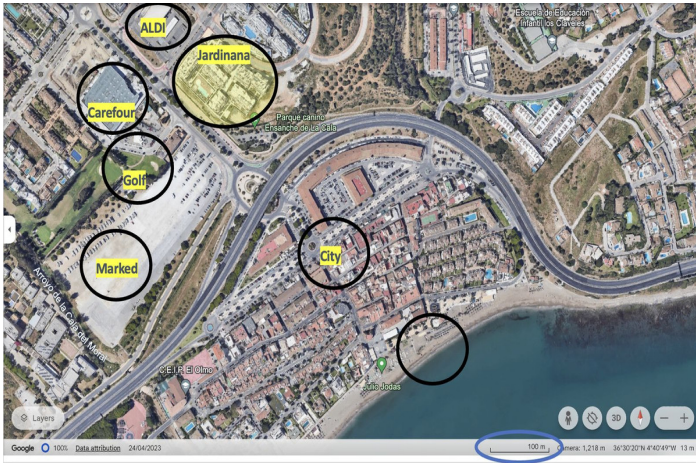 Escuela de Educación
Infantil los Claveles
ALDI
Jardinana
Carefour
Parque canino
Ensanche de La Cala
Golf
City
Marked
Arroyo de la Cala del Moral
C.E.I.P. El Olmo
Julio Jodas
Layers
3D
Google
100%
Data attribution
24/04/2023
100 m
Camera: 1,218 m
36°30'20"N 4°40'49"W
13 m